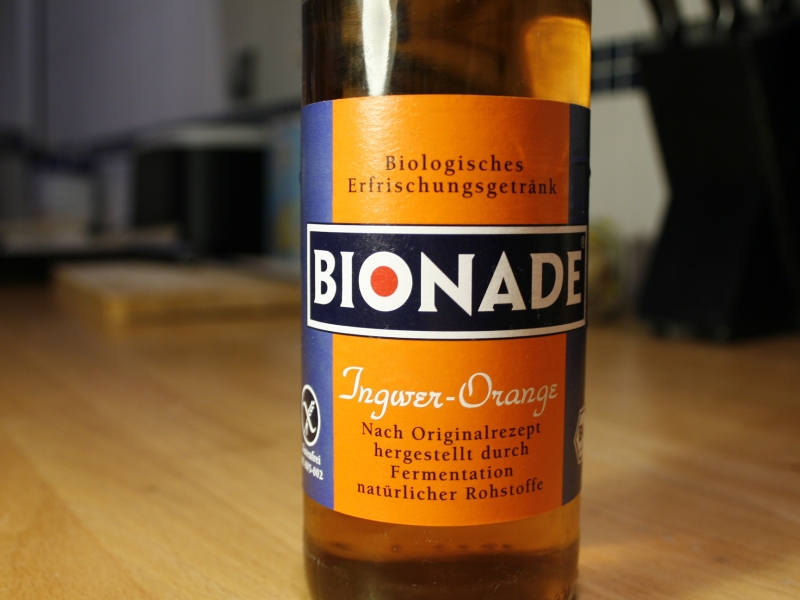 Biologisches
Erfrischungsgetränk
BIONADE®
Ingwer-Orange
Nach Originalrezept
hergestellt durch
Fermentation
natürlicher Rohstoffe